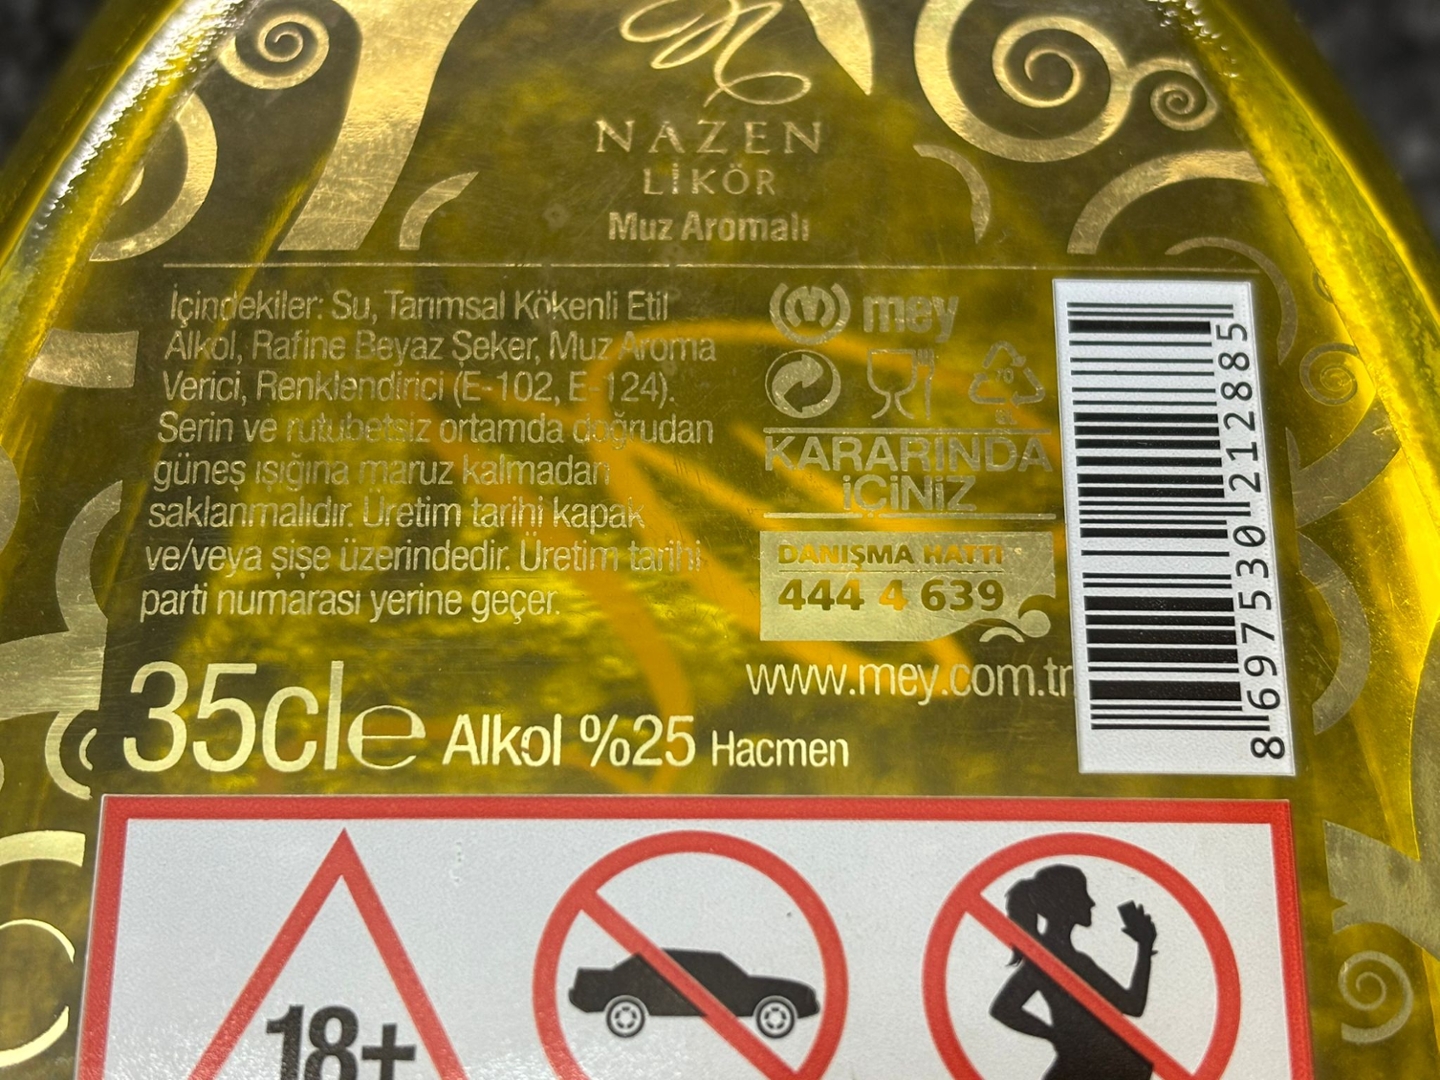 NAZEN
LİKÖR
Muz Aromalı
İçindekiler: Su, Tarımsal Kökenli Etil
Alkol, Rafine Beyaz Şeker, Muz Aroma
Verici, Renklendirici (E-102, E-124).
Serin ve rutubetsiz ortamda doğrudan
güneş ışığına maruz kalmadan
saklanmalıdır. Üretim tarihi kapak
ve/veya şişe üzerindedir. Üretim tarihi
parti numarası yerine geçer.
mey
KARARINDA
İÇİNİZ
DANIŞMA HATTI
444 4 639
www.mey.com.tr
8 697530 212885
35cl e Alkol %25 Hacmen
18+